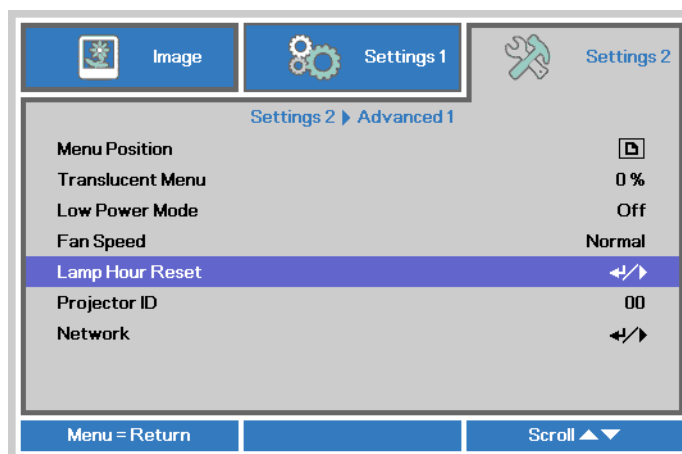 Image
Settings 1
Settings 2
Settings 2 ▶ Advanced 1
Menu Position
Translucent Menu 0 %
Low Power Mode Off
Fan Speed Normal
Lamp Hour Reset ↵/▶
Projector ID 00
Network ↵/▶
Menu = Return
Scroll ▲▼